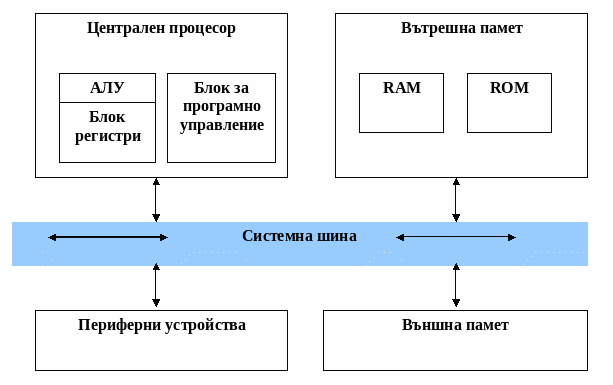 Централен процесор
АЛУ
Блок
регистри
Блок за
програмно
управление
Вътрешна памет
RAM
ROM
Системна шина
Периферни устройства
Външна памет